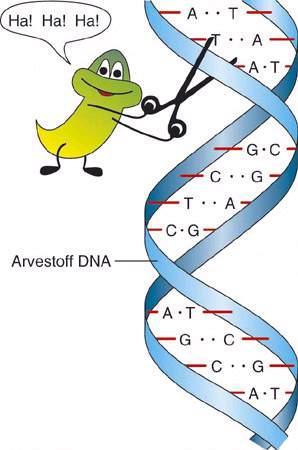 Ha! Ha! Ha!
A · · T
T · · A
A · T
G · C
C · · G
T · · A
C · G
Arvestoff DNA
A · T
G · · C
C · · G
A · T